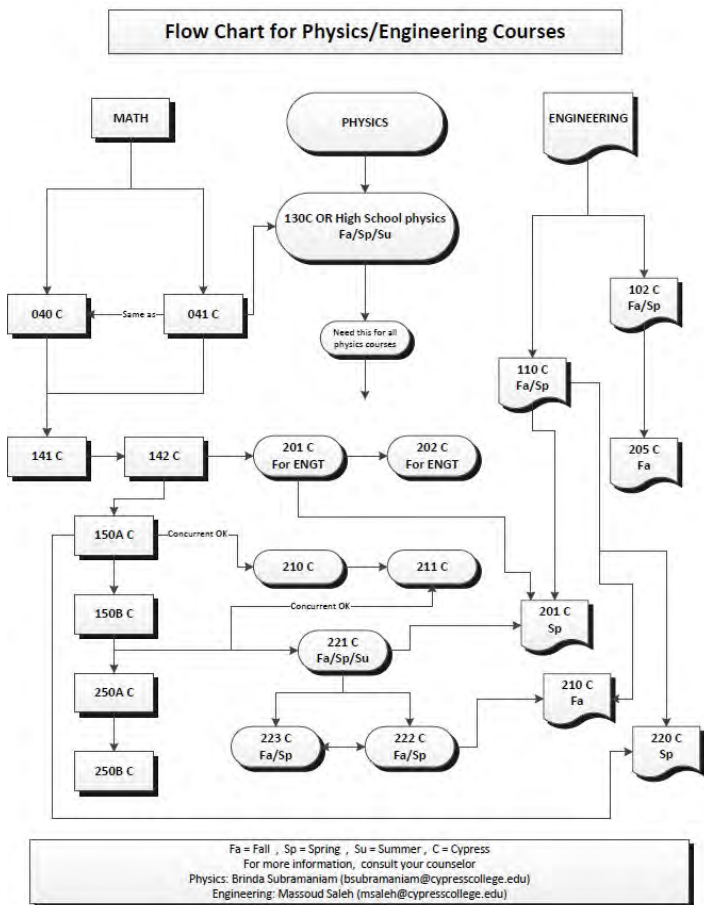 Flow Chart for Physics/Engineering Courses
MATH
PHYSICS
ENGINEERING
130C OR High School physics
Fa/Sp/Su
102 C
Fa/Sp
040 C
Same as
041 C
Need this for all
physics courses
110 C
Fa/Sp
141 C
142 C
201 C
For ENGT
202 C
For ENGT
205 C
Fa
150A C
Concurrent OK
210 C
211 C
150B C
Concurrent OK
201 C
Sp
221 C
Fa/Sp/Su
250A C
210 C
Fa
223 C
Fa/Sp
222 C
Fa/Sp
220 C
Sp
250B C
Fa = Fall , Sp = Spring, Su = Summer , C = Cypress
For more information, consult your counselor
Physics: Brinda Subramaniam (bsubramaniam@cypresscollege.edu)
Engineering: Massoud Saleh (msaleh@cypresscollege.edu)